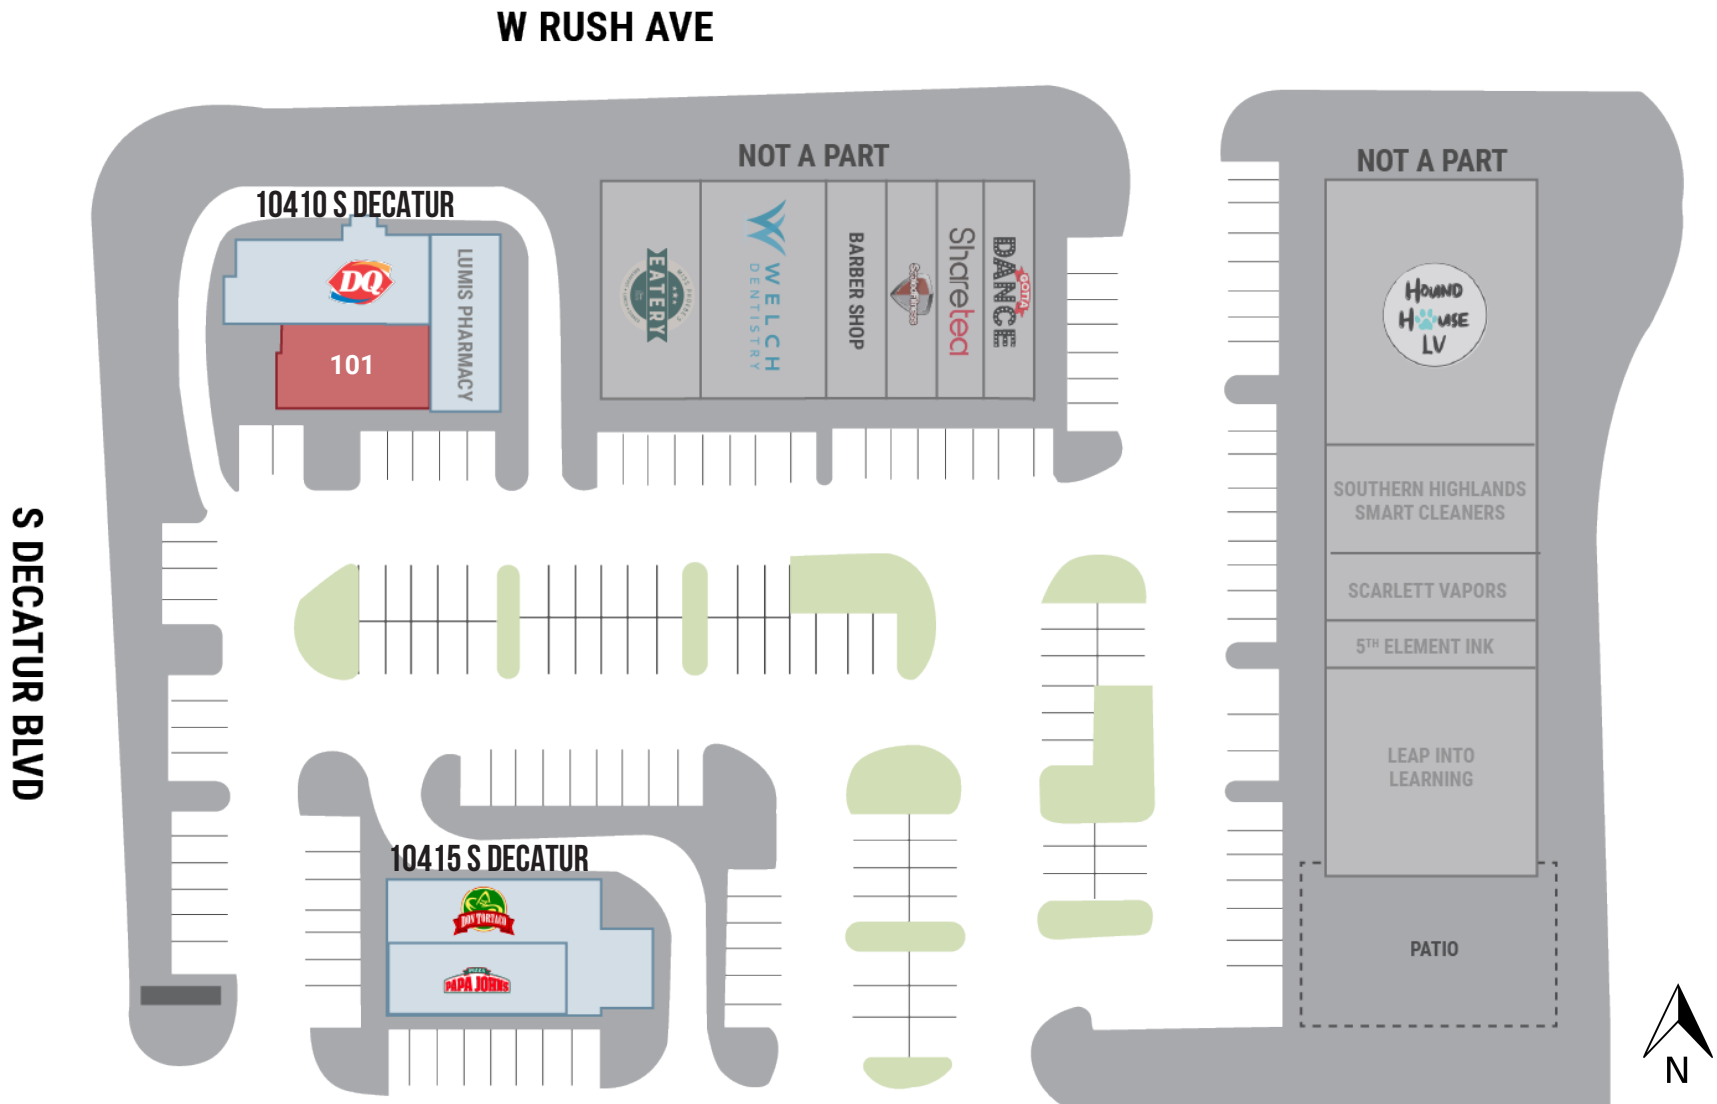 W RUSH AVE
NOT A PART
NOT A PART
10410 S DECATUR
DQ
LUMIS PHARMACY
101
EATERY
WELCH
DENTISTRY
BARBER SHOP
Sharetea
GOTTA
DANCE
HOUND
HOUSE
LV
SOUTHERN HIGHLANDS
SMART CLEANERS
SCARLETT VAPORS
5TH ELEMENT INK
LEAP INTO
LEARNING
PATIO
S DECATUR BLVD
10415 S DECATUR
DON TORTACO
PIZZA
PAPA JOHNS
N